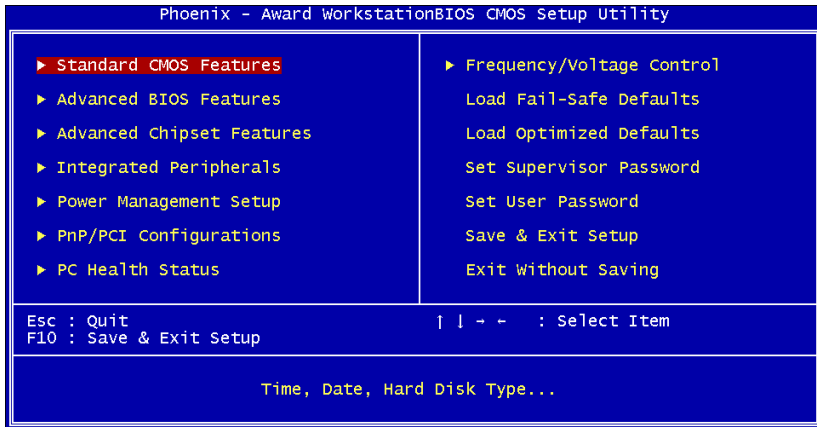 Phoenix - Award WorkstationBIOS CMOS Setup Utility
▶ Standard CMOS Features
▶ Advanced BIOS Features
▶ Advanced Chipset Features
▶ Integrated Peripherals
▶ Power Management Setup
▶ PnP/PCI Configurations
▶ PC Health Status
▶ Frequency/Voltage Control
Load Fail-Safe Defaults
Load Optimized Defaults
Set Supervisor Password
Set User Password
Save & Exit Setup
Exit Without Saving
Esc : Quit
F10 : Save & Exit Setup
↑ ↓ → ← : Select Item
Time, Date, Hard Disk Type...